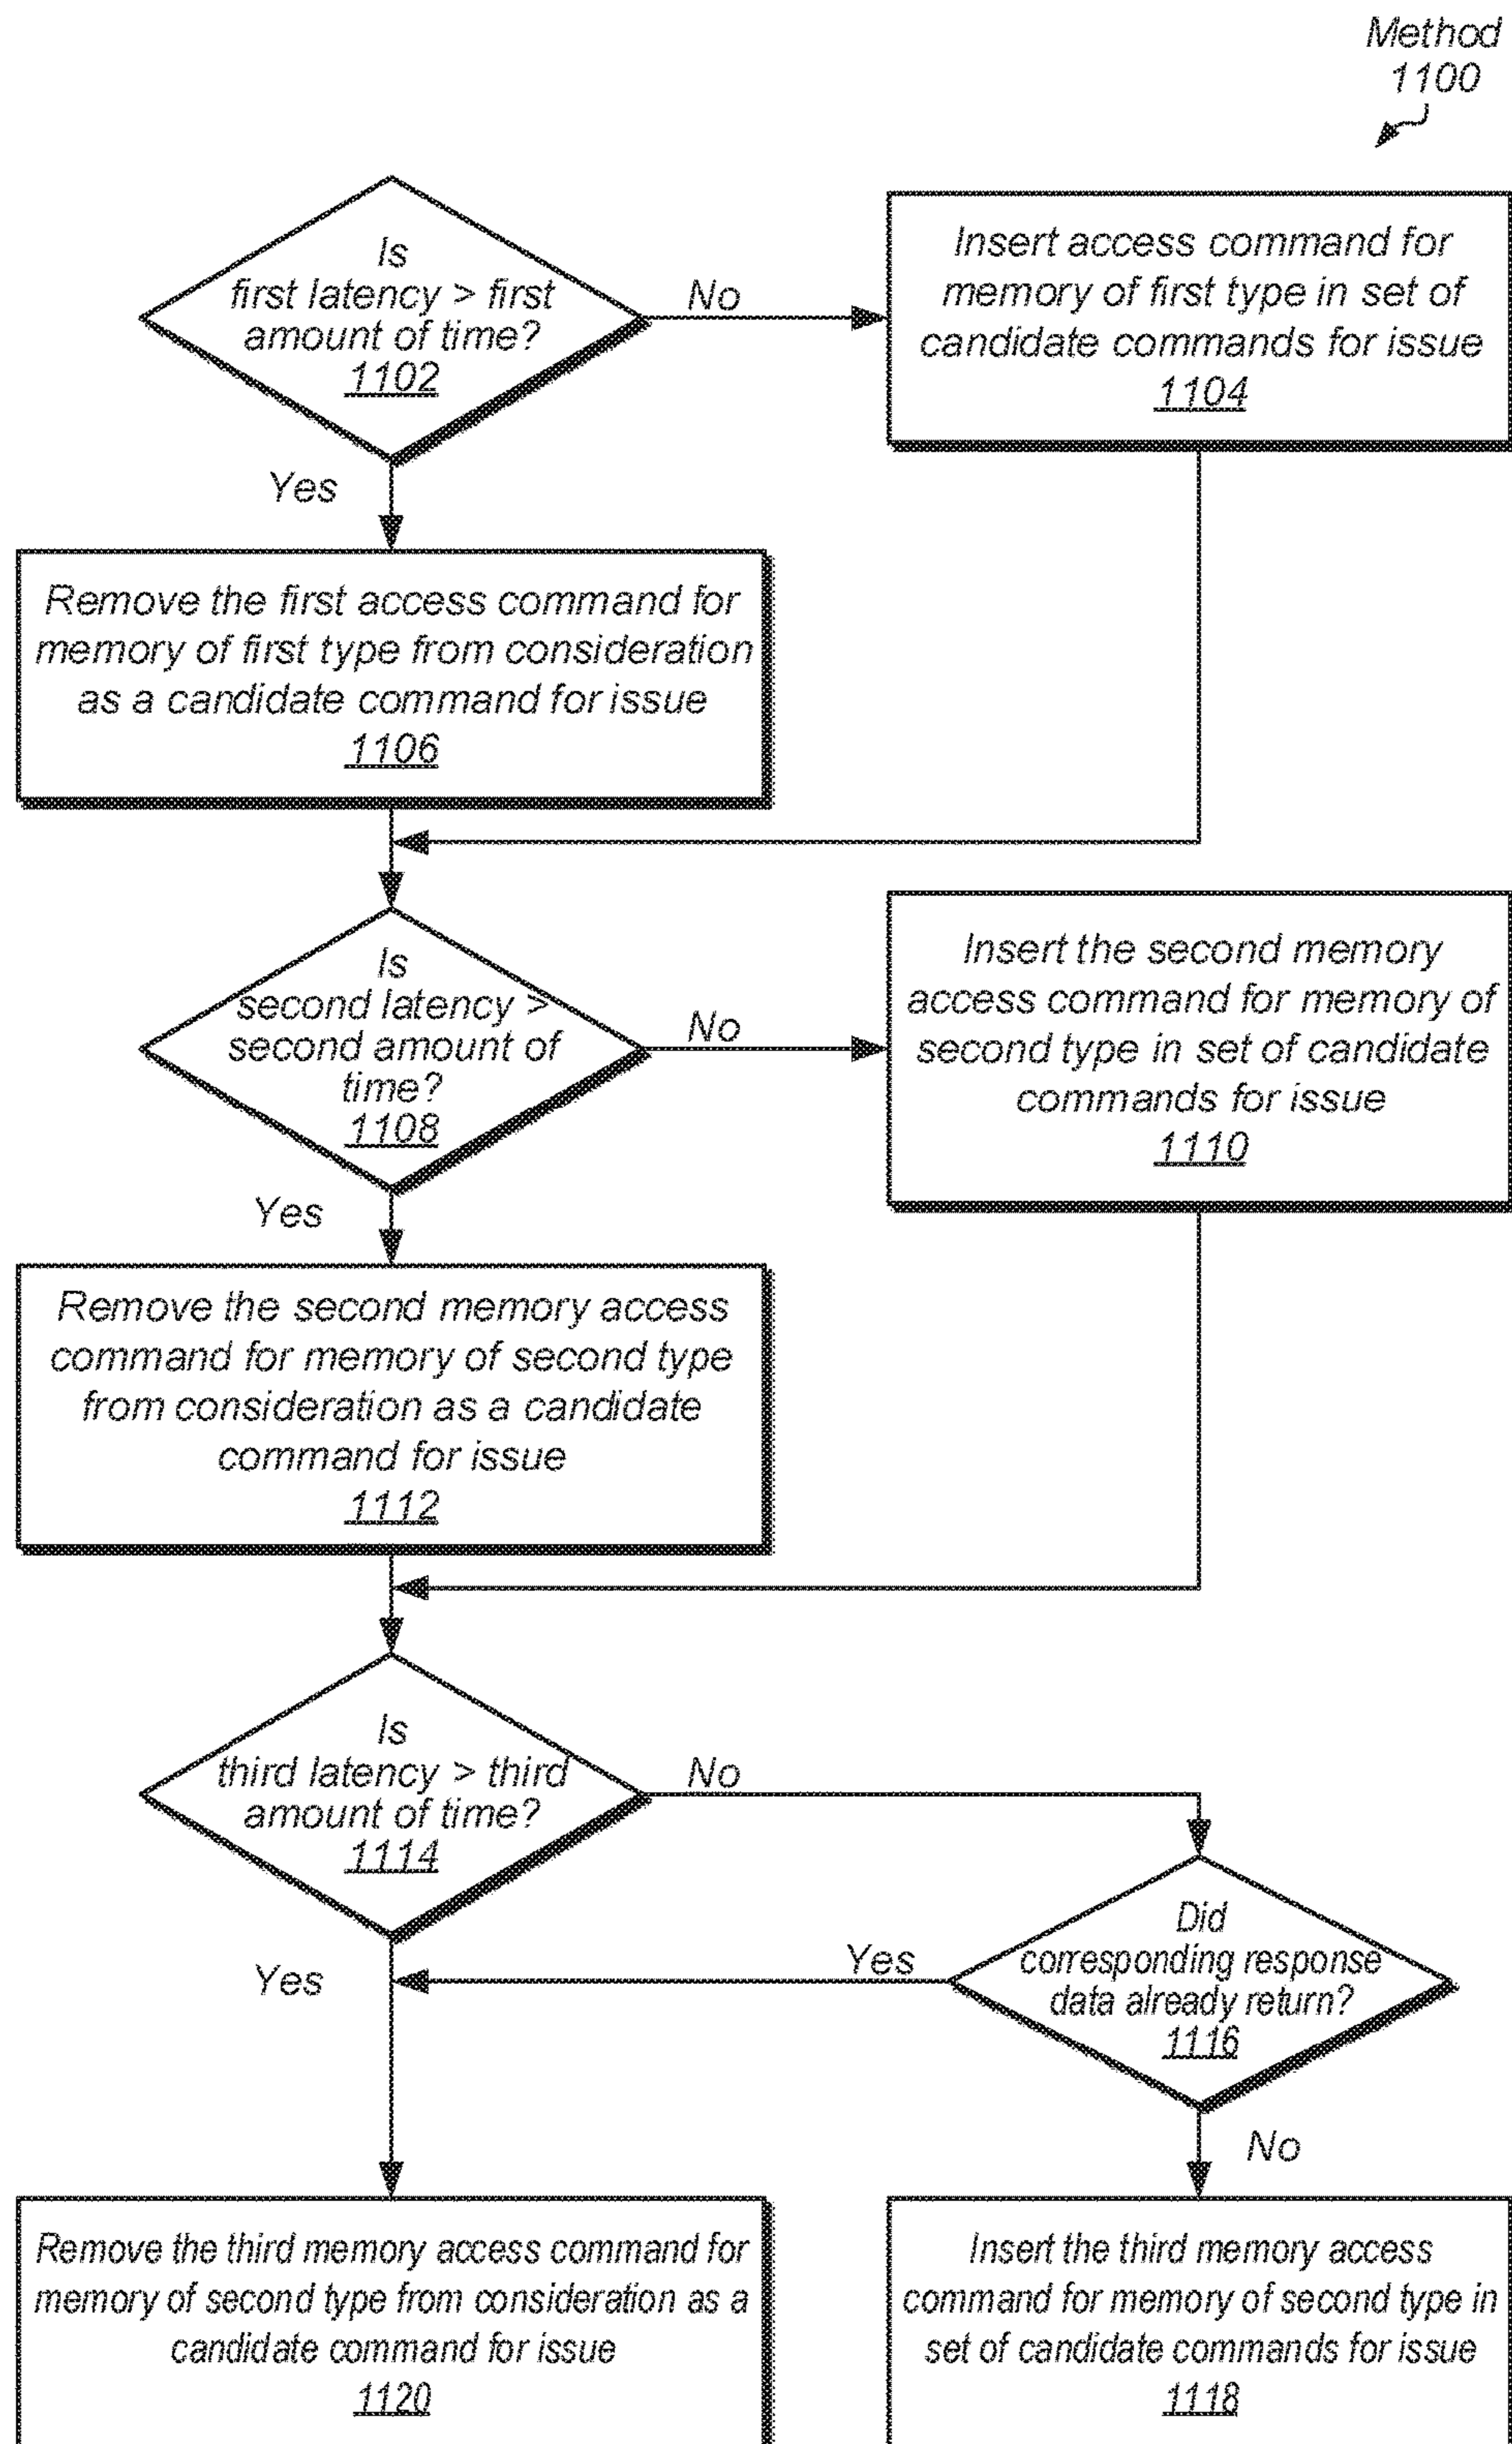 Method
1100
Is
first latency > first
amount of time?
1102
No
Insert access command for
memory of first type in set of
candidate commands for issue
1104
Yes
Remove the first access command for
memory of first type from consideration
as a candidate command for issue
1106
Is
second latency >
second amount of
time?
1108
No
Insert the second memory
access command for memory of
second type in set of candidate
commands for issue
1110
Yes
Remove the second memory access
command for memory of second type
from consideration as a candidate
command for issue
1112
Is
third latency > third
amount of time?
1114
No
Did
corresponding response
data already return?
1116
Yes
Yes
No
Remove the third memory access command for
memory of second type from consideration as a
candidate command for issue
1120
Insert the third memory access
command for memory of second type in
set of candidate commands for issue
1118